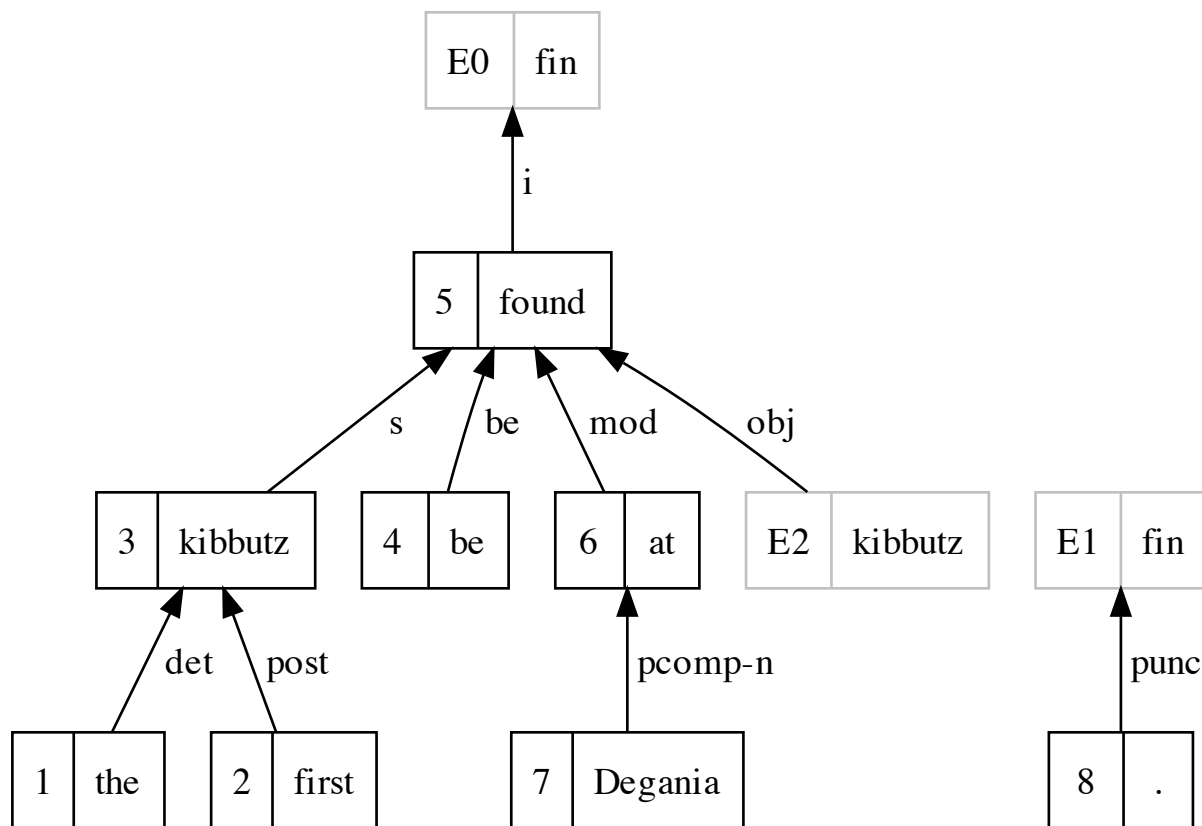 E0 fin
i
5 found
s be mod obj
3 kibbutz 4 be 6 at E2 kibbutz E1 fin
det post pcomp-n punc
1 the 2 first 7 Degania 8 .